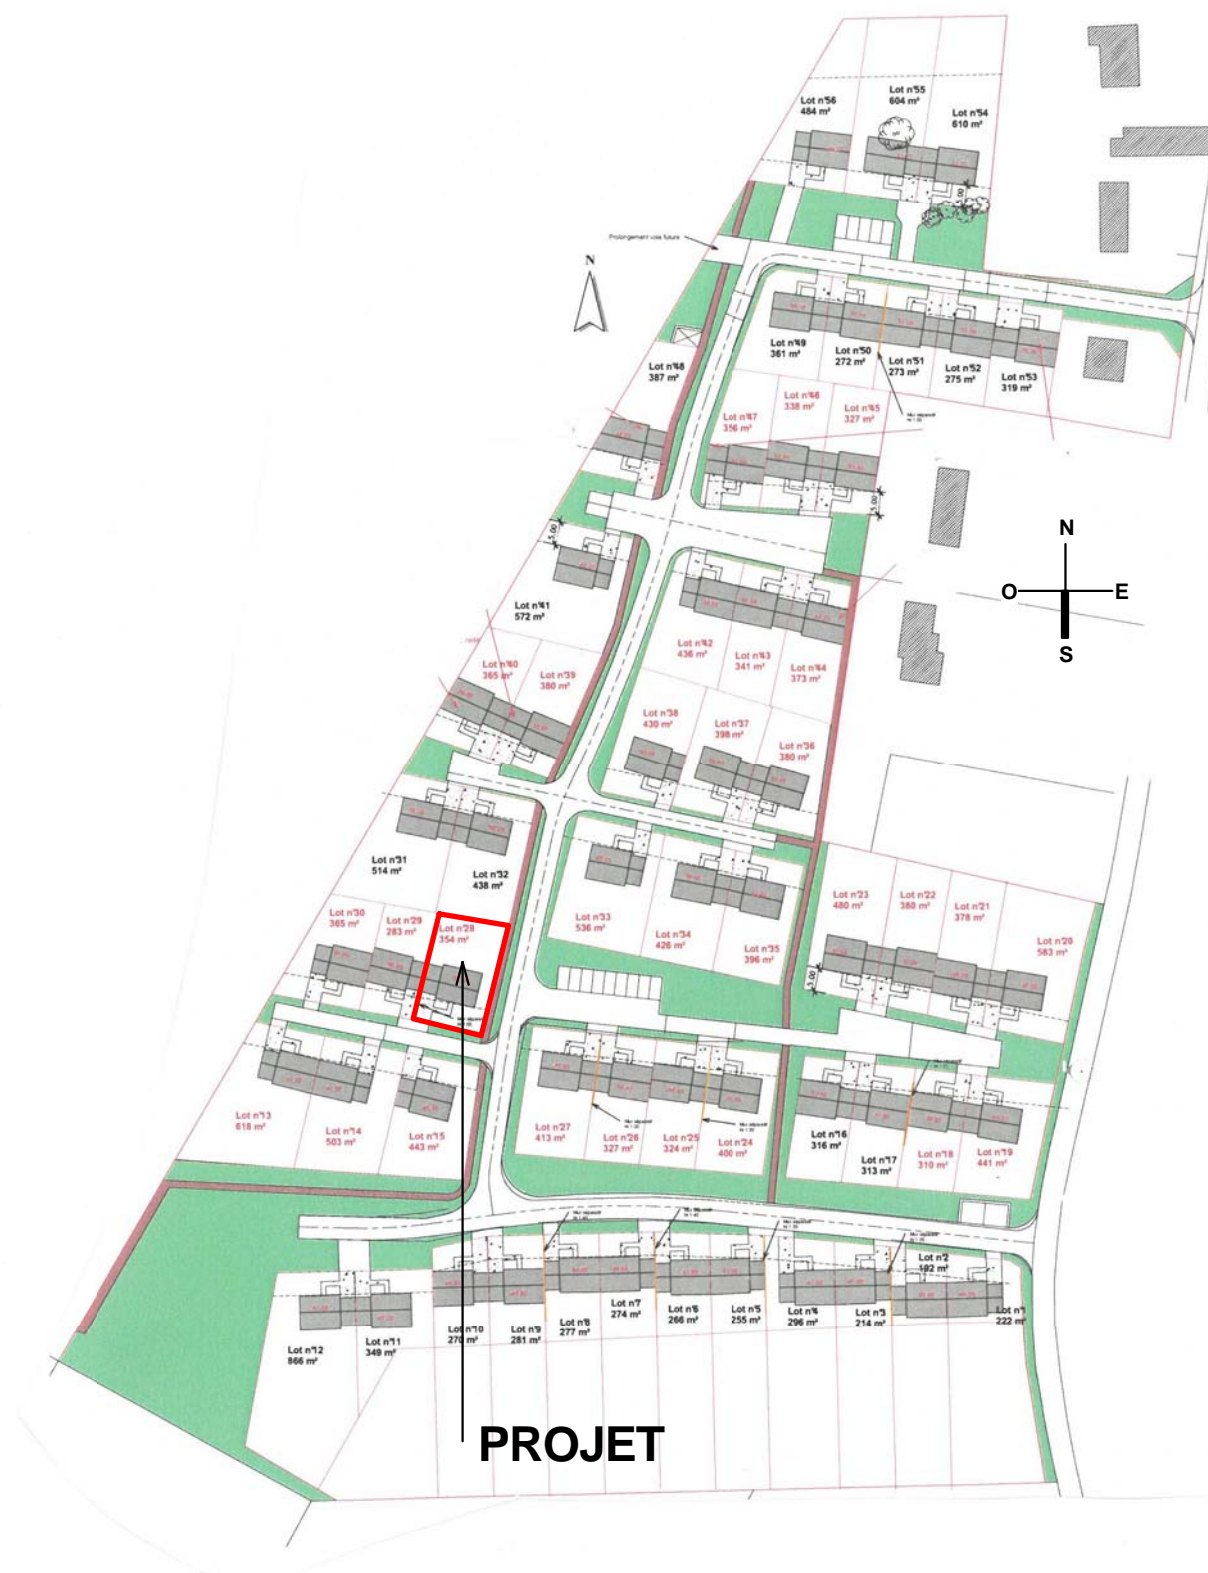 Lot n°56
484 m²
Lot n°55
604 m²
Lot n°54
610 m²
5.00
Prolongement voie future
N
Lot n°49
361 m²
Lot n°50
272 m²
Lot n°51
273 m²
Lot n°52
275 m²
Lot n°53
319 m²
Lot n°48
387 m²
Lot n°47
356 m²
Lot n°46
338 m²
Lot n°45
327 m²
5.00
5.00
N
O
E
S
Lot n°41
572 m²
Lot n°42
436 m²
Lot n°43
341 m²
Lot n°44
373 m²
Lot n°40
365 m²
Lot n°39
380 m²
Lot n°38
430 m²
Lot n°37
398 m²
Lot n°36
380 m²
Lot n°31
514 m²
Lot n°32
438 m²
Lot n°33
536 m²
Lot n°34
426 m²
Lot n°35
396 m²
Lot n°23
480 m²
Lot n°22
380 m²
Lot n°21
378 m²
Lot n°20
583 m²
5.00
Lot n°30
365 m²
Lot n°29
283 m²
Lot n°28
354 m²
Lot n°13
618 m²
Lot n°14
503 m²
Lot n°15
443 m²
Lot n°27
413 m²
Lot n°26
327 m²
Lot n°25
324 m²
Lot n°24
400 m²
Lot n°16
316 m²
Lot n°17
313 m²
Lot n°18
310 m²
Lot n°19
441 m²
Lot n°12
866 m²
Lot n°11
349 m²
Lot n°10
270 m²
Lot n°9
281 m²
Lot n°8
277 m²
Lot n°7
274 m²
Lot n°6
266 m²
Lot n°5
255 m²
Lot n°4
296 m²
Lot n°3
214 m²
Lot n°2
192 m²
Lot n°1
222 m²
PROJET